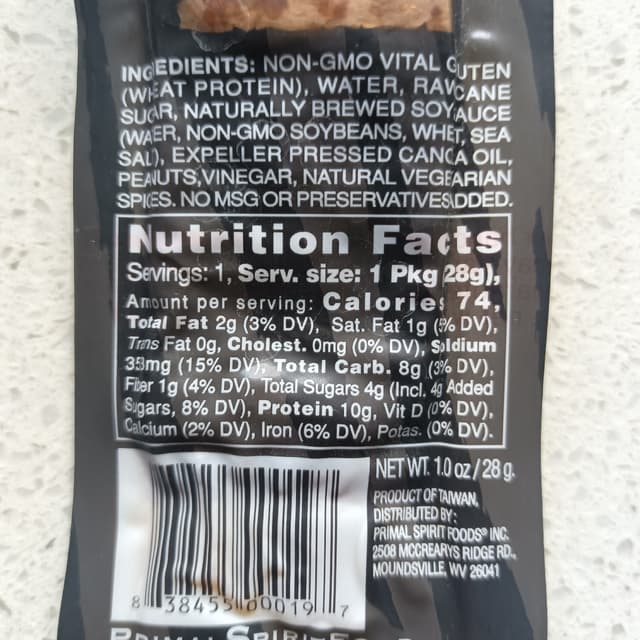 INGREDIENTS: NON-GMO VITAL GLUTEN
(WHEAT PROTEIN), WATER, RAW CANE
SUGAR, NATURALLY BREWED SOY SAUCE
(WATER, NON-GMO SOYBEANS, WHEAT, SEA
SALT), EXPELLER PRESSED CANOLA OIL,
PEANUTS, VINEGAR, NATURAL VEGETARIAN
SPICES. NO MSG OR PRESERVATIVES ADDED.
Nutrition Facts
Servings: 1, Serv. size: 1 Pkg (28g),
Amount per serving: Calories 74,
Total Fat 2g (3% DV), Sat. Fat 1g (5% DV),
Trans Fat 0g, Cholest. 0mg (0% DV), Soldium
353mg (15% DV), Total Carb. 8g (3% DV),
Fiber 1g (4% DV), Total Sugars 4g (Incl. 4g Added
Sugars, 8% DV), Protein 10g, Vit D (0% DV),
Calcium (2% DV), Iron (6% DV), Potas. (0% DV).
NET WT. 1.0 oz / 28 g.
PRODUCT OF TAIWAN,
DISTRIBUTED BY:
PRIMAL SPIRIT FOODS® INC.
2508 MCCREARYS RIDGE RD.,
MOUNDSVILLE, WV 26041
8 38455 00019 7
PRIMAL SPIRIT